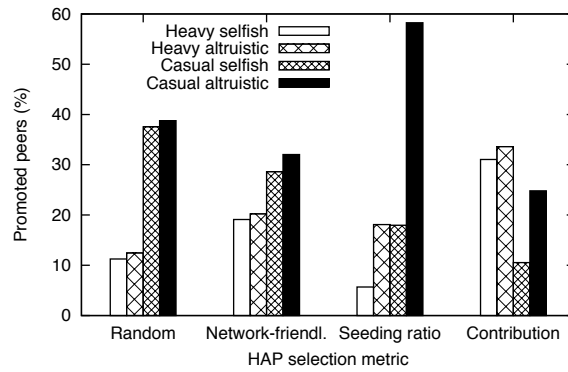 60
50
40
30
20
10
0
Promoted peers (%)
Heavy selfish
Heavy altruistic
Casual selfish
Casual altruistic
Random Network-friendl. Seeding ratio Contribution
HAP selection metric